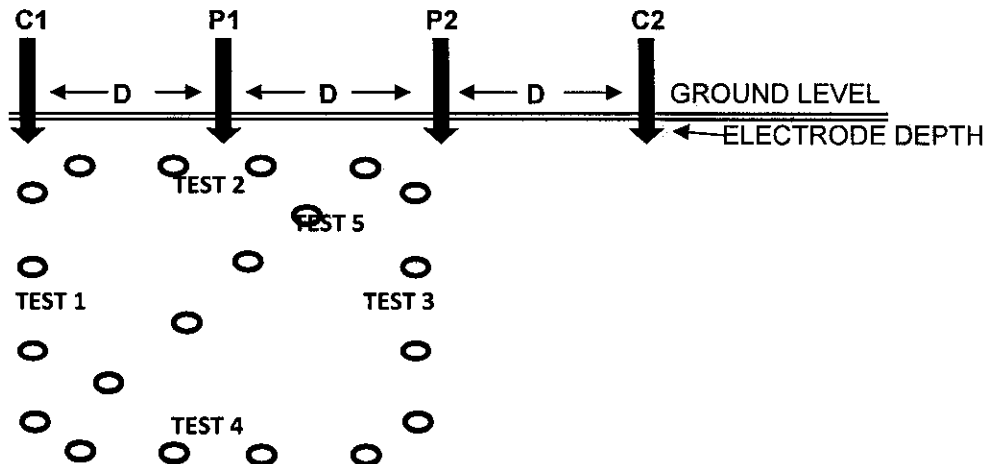 C1 P1 P2 C2
D D D GROUND LEVEL
ELECTRODE DEPTH
TEST 2
TEST 5
TEST 1 TEST 3
TEST 4